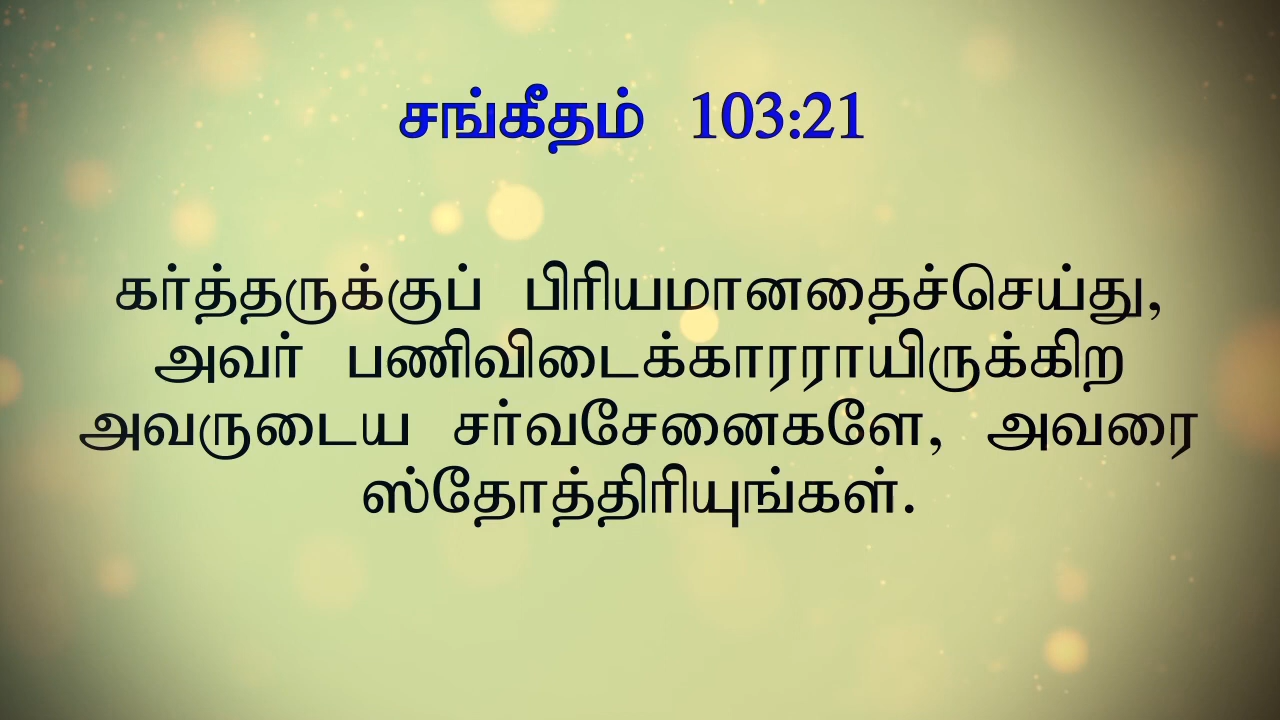 சங்கீதம் 103:21
கர்த்தருக்குப் பிரியமானதைச்செய்து,
அவர் பணிவிடைக்காரராயிருக்கிற
அவருடைய சர்வசேனைகளே, அவரை
ஸ்தோத்திரியுங்கள்.